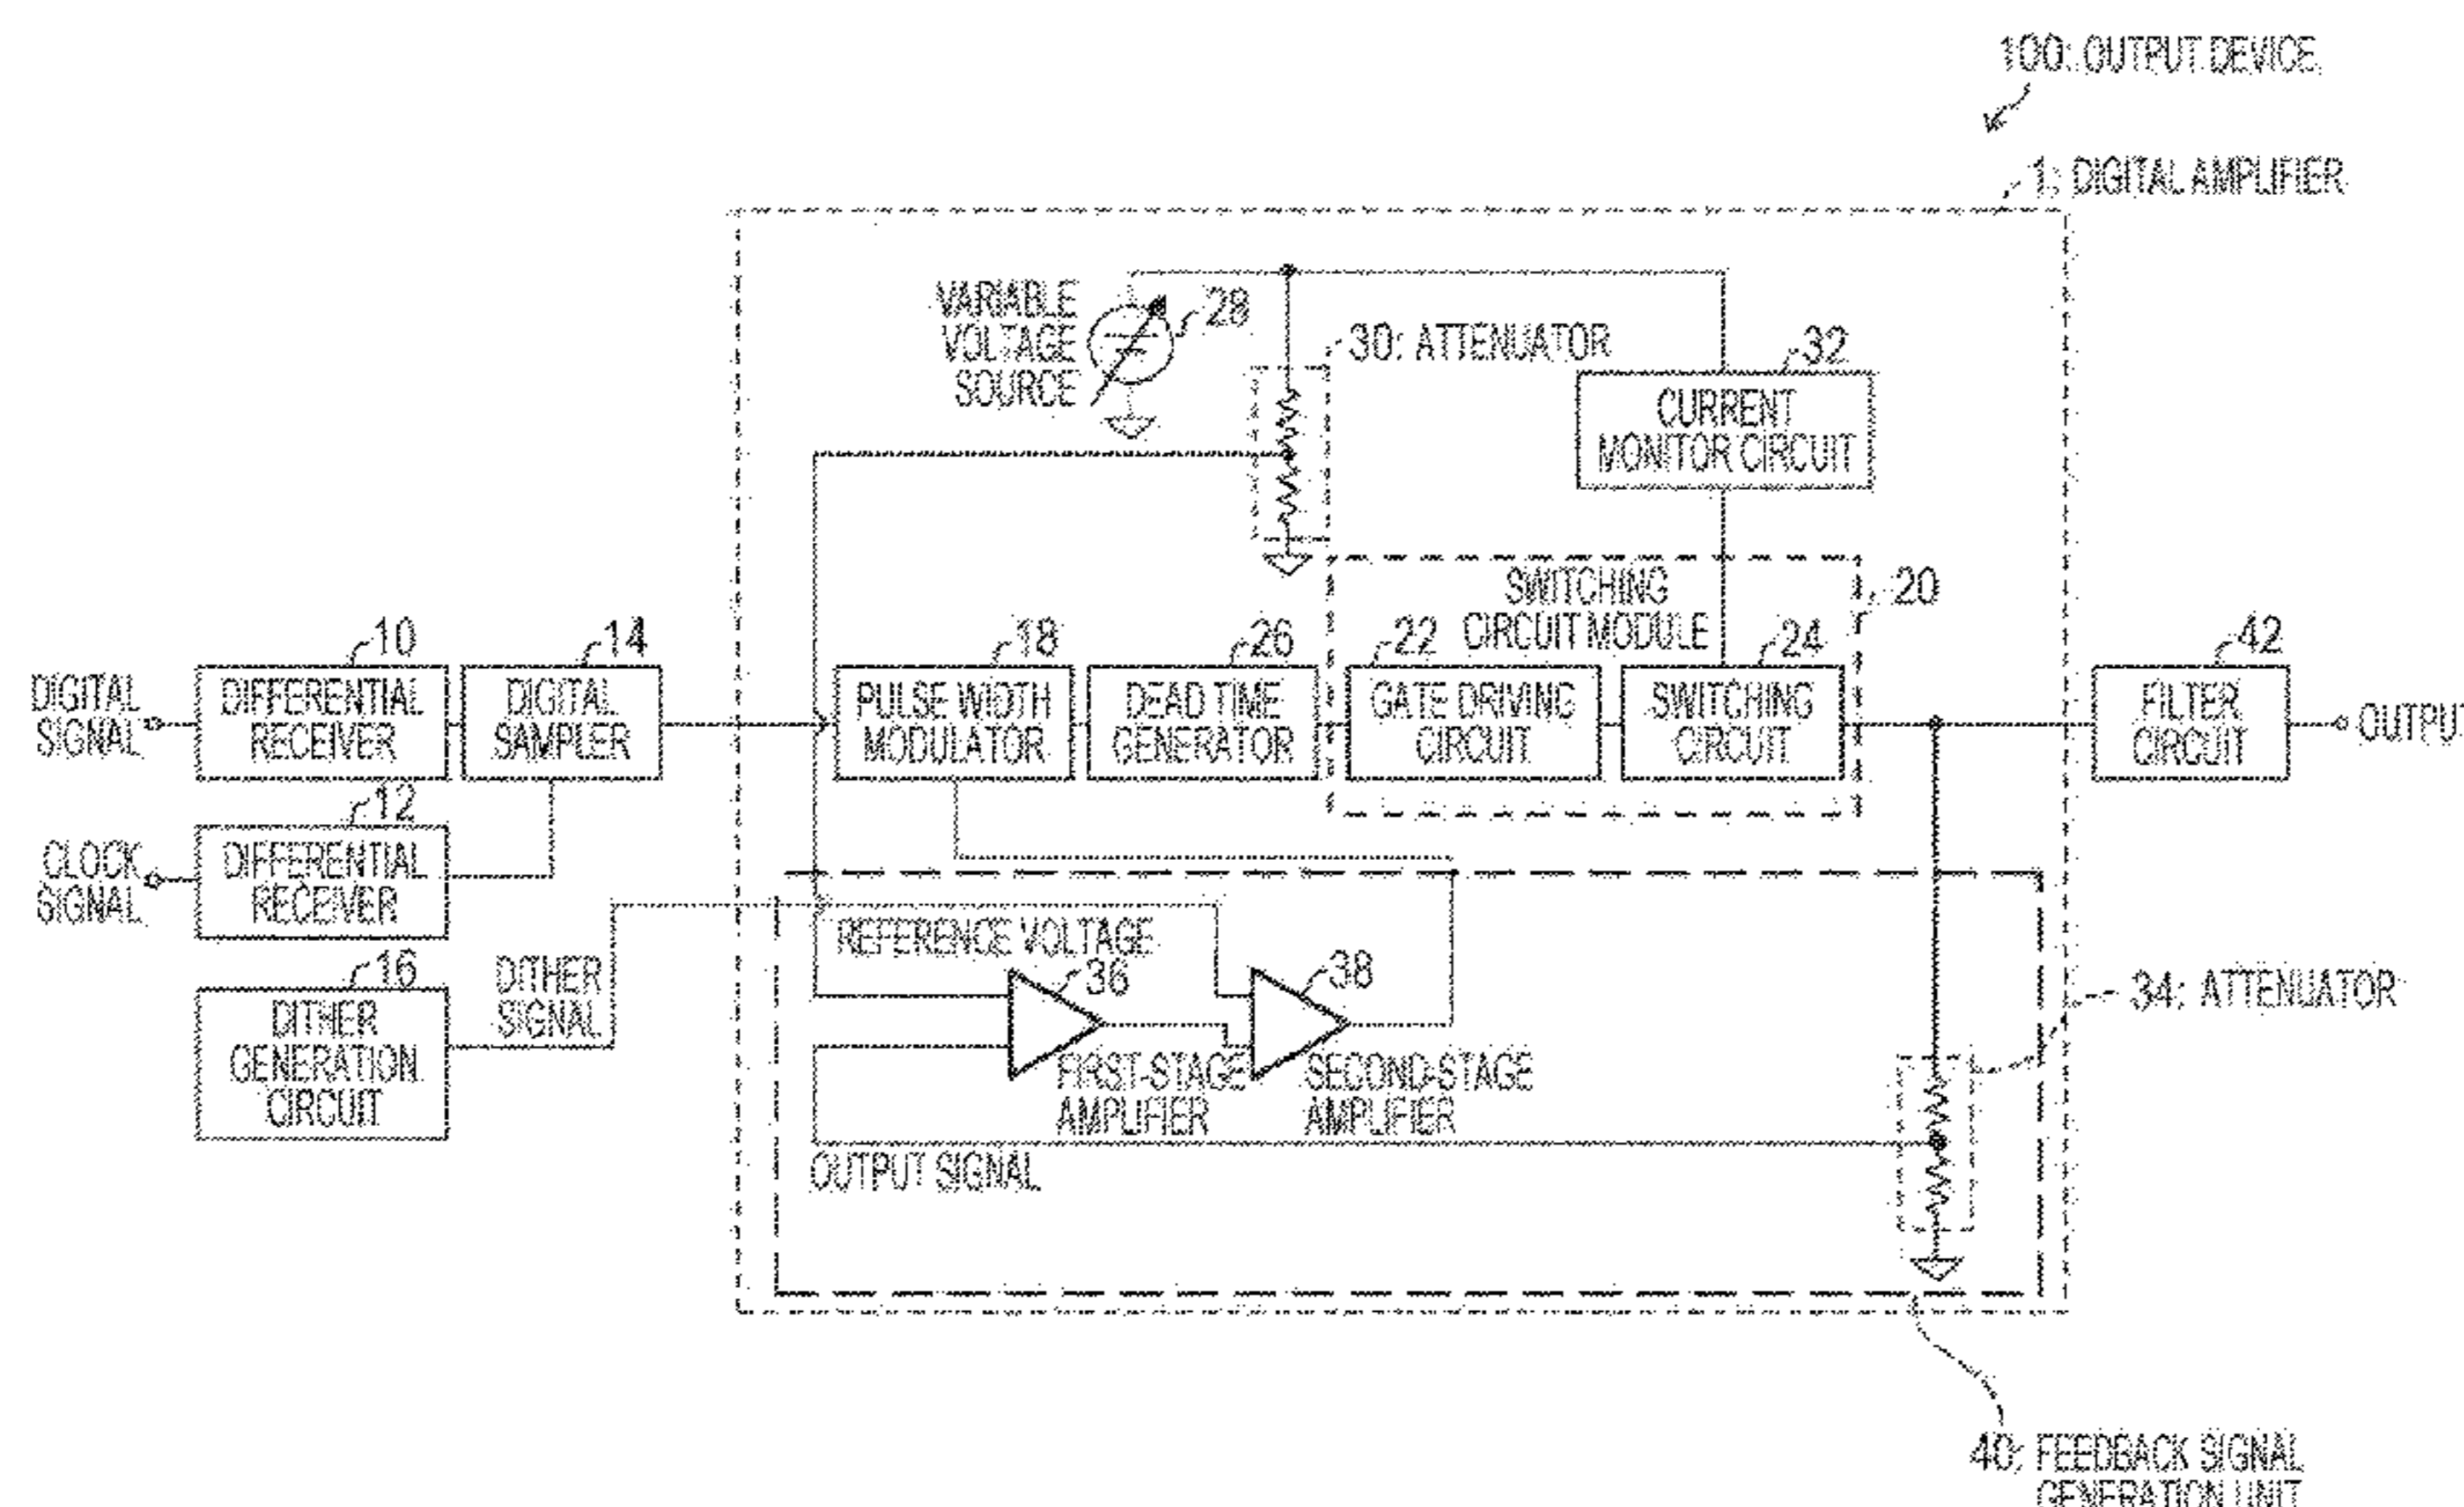 100: OUTPUT DEVICE
1: DIGITAL AMPLIFIER
VARIABLE
VOLTAGE
SOURCE
28
30: ATTENUATOR
32
CURRENT
MONITOR CIRCUIT
SWITCHING
CIRCUIT MODULE
20
10
14
18
26
22
24
42
DIGITAL
SIGNAL
DIFFERENTIAL
RECEIVER
DIGITAL
SAMPLER
PULSE WIDTH
MODULATOR
DEAD TIME
GENERATOR
GATE DRIVING
CIRCUIT
SWITCHING
CIRCUIT
FILTER
CIRCUIT
OUTPUT
12
CLOCK
SIGNAL
DIFFERENTIAL
RECEIVER
REFERENCE VOLTAGE
16
DITHER
GENERATION
CIRCUIT
DITHER
SIGNAL
36
38
34: ATTENUATOR
FIRST-STAGE
AMPLIFIER
SECOND-STAGE
AMPLIFIER
OUTPUT SIGNAL
40: FEEDBACK SIGNAL
GENERATION UNIT